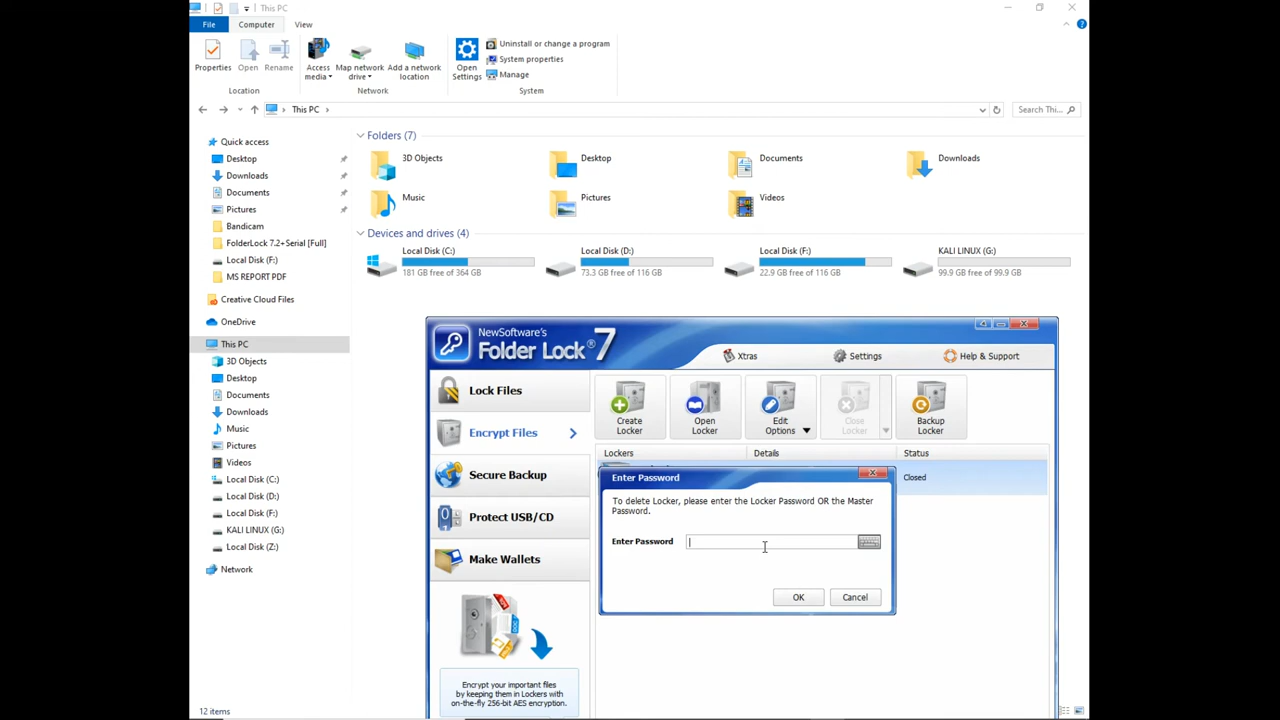 This PC
File Computer View
Properties Open Rename Access media Map network drive Add a network location Open Settings Uninstall or change a program
System properties
Manage
Location Network System
This PC Search Thi...
Quick access
Desktop
Downloads
Documents
Pictures
Bandicam
FolderLock 7.2+Serial [Full]
Local Disk (F:)
MS REPORT PDF
Creative Cloud Files
OneDrive
This PC
3D Objects
Desktop
Documents
Downloads
Music
Pictures
Videos
Local Disk (C:)
Local Disk (D:)
Local Disk (F:)
KALI LINUX (G:)
Local Disk (Z:)
Network
12 items
Folders (7)
3D Objects Desktop Documents Downloads
Music Pictures Videos
Devices and drives (4)
Local Disk (C:) Local Disk (D:) Local Disk (F:) KALI LINUX (G:)
181 GB free of 364 GB 73.3 GB free of 116 GB 22.9 GB free of 116 GB 99.9 GB free of 99.9 GB
NewSoftware's
Folder Lock® 7
Xtras Settings Help & Support
Lock Files
Encrypt Files
Secure Backup
Protect USB/CD
Make Wallets
Encrypt your important files
by keeping them in Lockers with
on-the-fly 256-bit AES encryption.
Create Open Edit Close Backup
Locker Locker Options Locker Locker
Lockers Details Status
Closed
Enter Password
To delete Locker, please enter the Locker Password OR the Master
Password.
Enter Password
OK Cancel